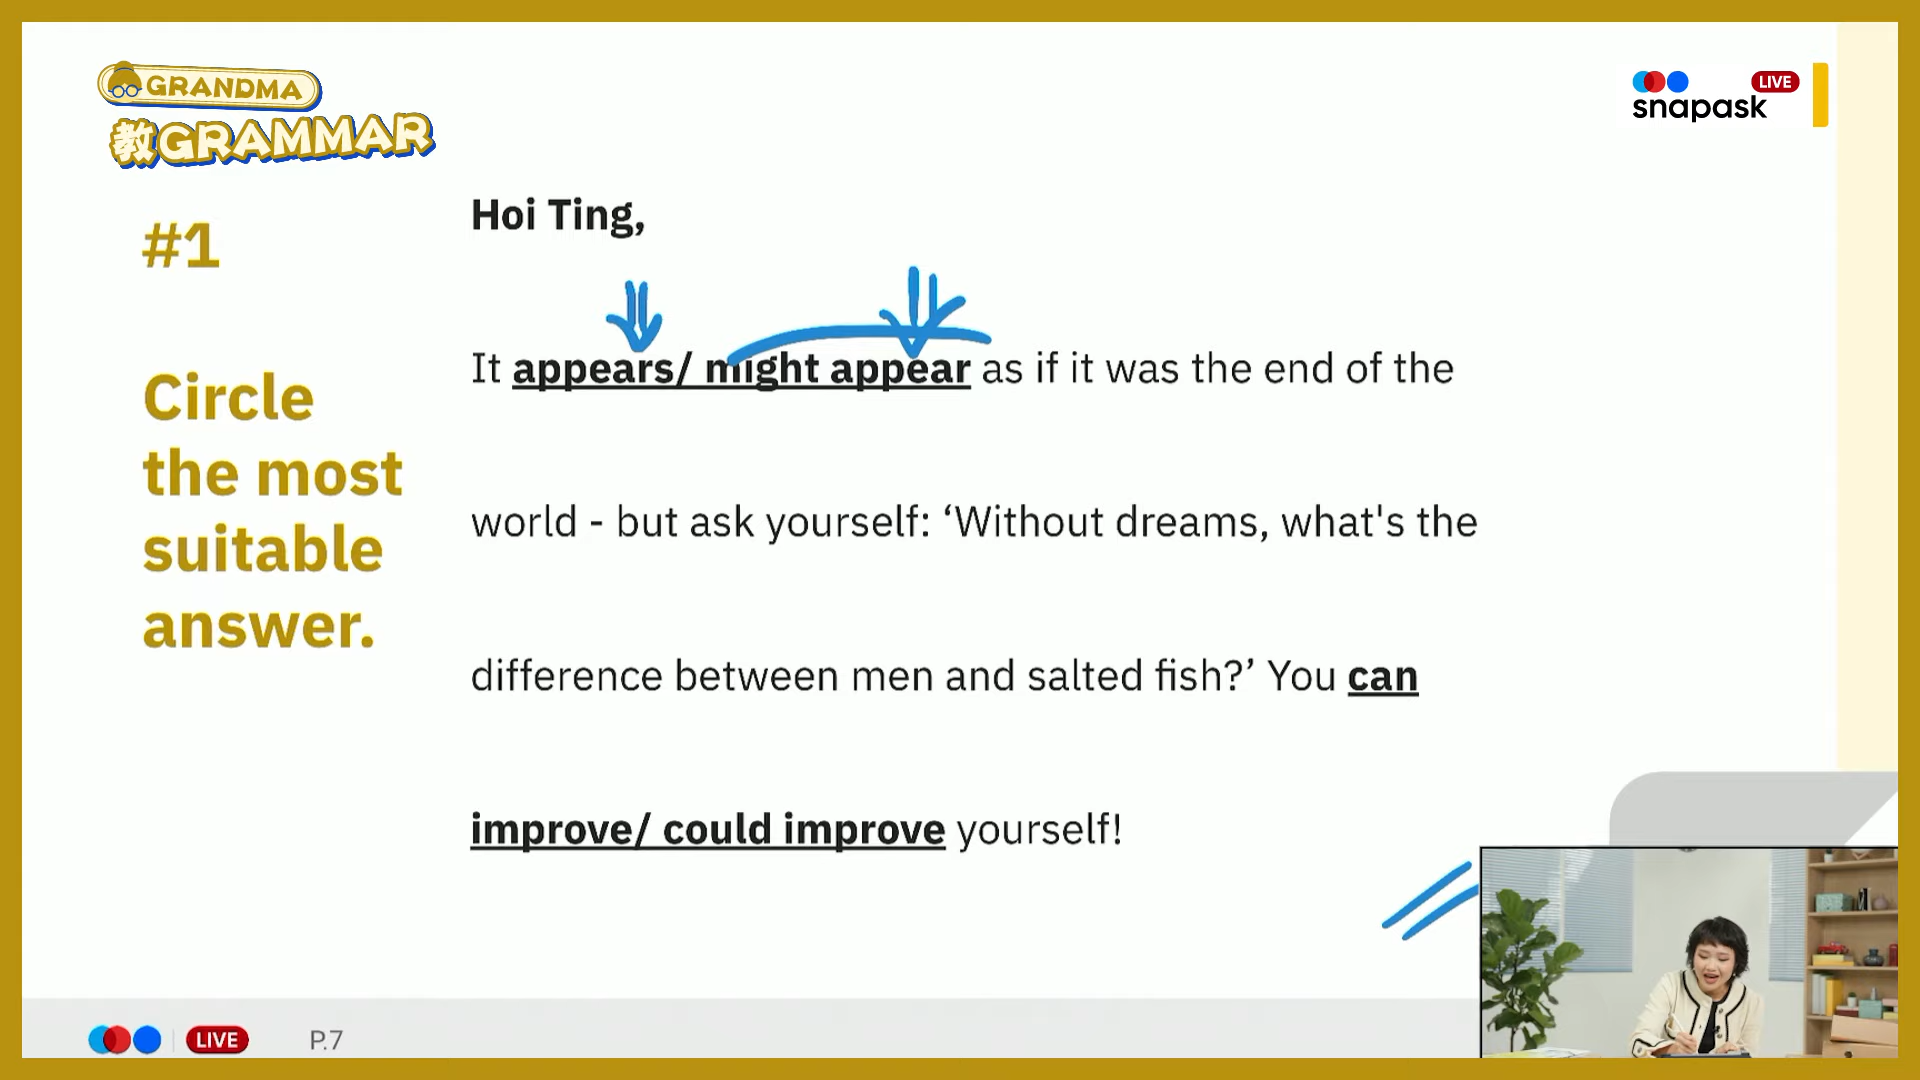 GRANDMA
教GRAMMAR
LIVE
snapask
#1
Circle
the most
suitable
answer.
Hoi Ting,
It appears/ might appear as if it was the end of the
world - but ask yourself: ‘Without dreams, what's the
difference between men and salted fish?’ You can
improve/ could improve yourself!
LIVE
P.7